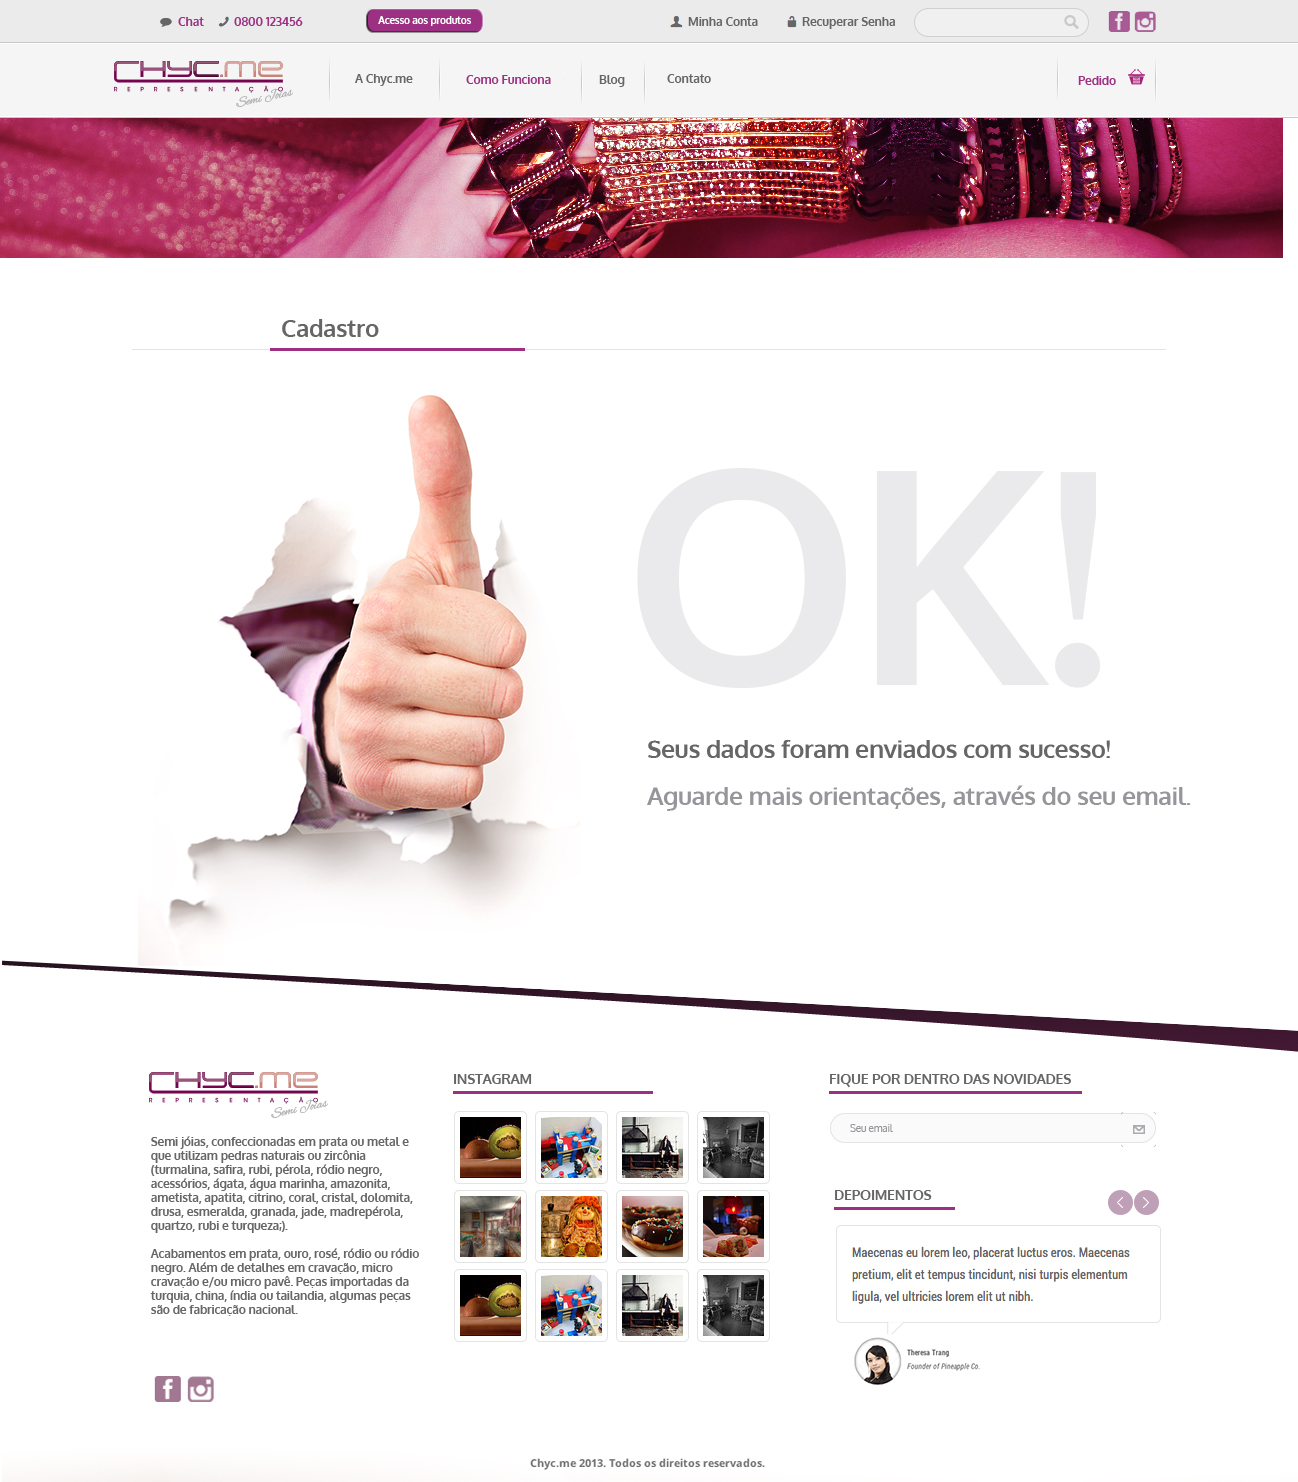 Chat
0800 123456
Acesso aos produtos
Minha Conta
Recuperar Senha
CHYC.ME
REPRESENTAÇÃO
Semi Joias
A Chyc.me
Como Funciona
Blog
Contato
Pedido
Cadastro
OK!
Seus dados foram enviados com sucesso!
Aguarde mais orientações, através do seu email.
CHYC.ME
REPRESENTAÇÃO
Semi Joias
Semi jóias, confeccionadas em prata ou metal e
que utilizam pedras naturais ou zircônia
(turmalina, safira, rubi, pérola, ródio negro,
acessórios, ágata, água marinha, amazonita,
ametista, apatita, citrino, coral, cristal, dolomita,
drusa, esmeralda, granada, jade, madrepérola,
quartzo, rubi e turqueza;).
Acabamentos em prata, ouro, rosé, ródio ou ródio
negro. Além de detalhes em cravação, micro
cravação e/ou micro pavê. Peças importadas da
turquia, china, índia ou tailandia, algumas peças
são de fabricação nacional.
INSTAGRAM
FIQUE POR DENTRO DAS NOVIDADES
Seu email
DEPOIMENTOS
Maecenas eu lorem leo, placerat luctus eros. Maecenas
pretium, elit et tempus tincidunt, nisi turpis elementum
ligula, vel ultricies lorem elit ut nibh.
Theresa Trang
Founder of Pineapple Co.
Chyc.me 2013. Todos os direitos reservados.